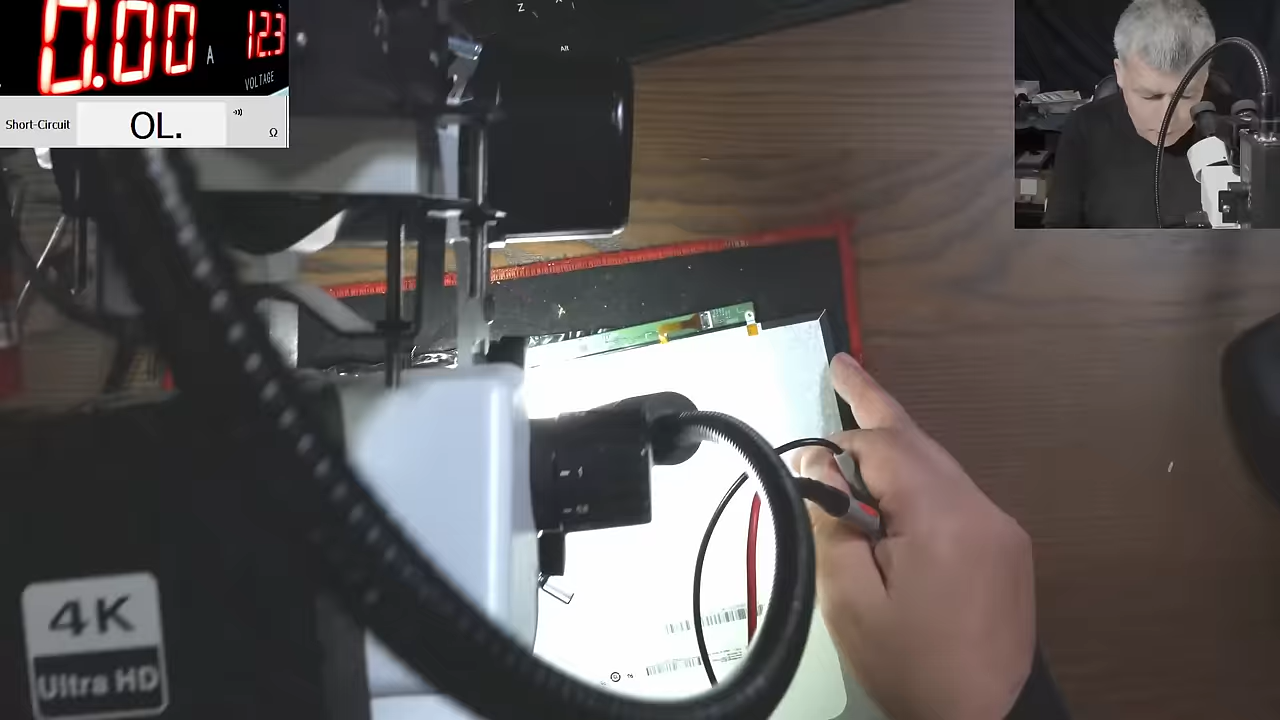 0.00 A
12.3
VOLTAGE
Short-Circuit
OL.
Ω
4K
Ultra HD